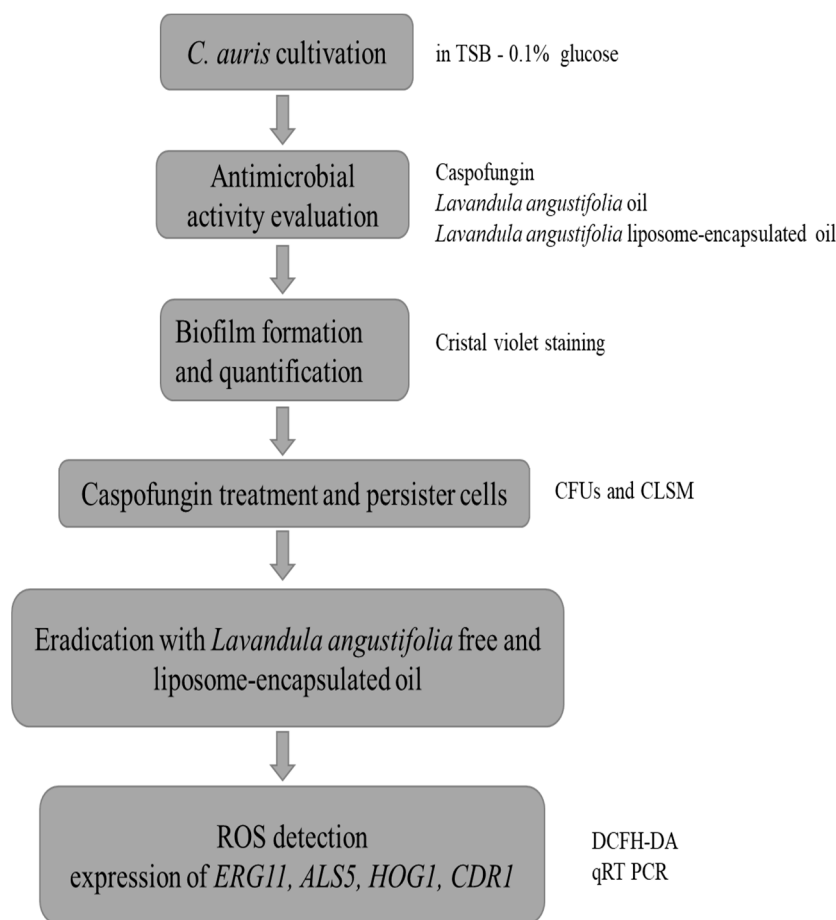 C. auris cultivation
in TSB - 0.1% glucose
Antimicrobial
activity evaluation
Caspofungin
Lavandula angustifolia oil
Lavandula angustifolia liposome-encapsulated oil
Biofilm formation
and quantification
Cristal violet staining
Caspofungin treatment and persister cells
CFUs and CLSM
Eradication with Lavandula angustifolia free and
liposome-encapsulated oil
ROS detection
expression of ERG11, ALS5, HOG1, CDR1
DCFH-DA
qRT PCR